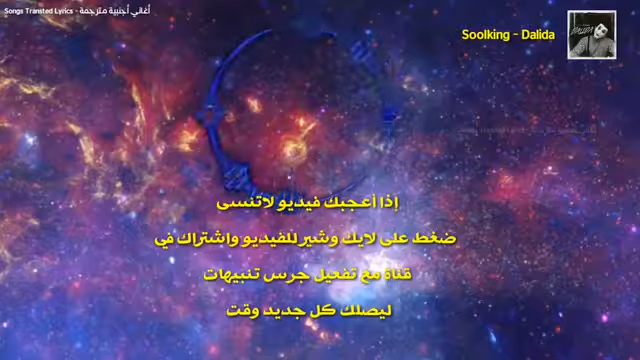 Songs Transted Lyrics - أغاني أجنبية مترجمة
Soolking - Dalida
إذا أعجبك فيديو لاتنسى
ضغط على لايك وشير للفيديو واشتراك في
قناة مع تفعيل جرس تنبيهات
ليصلك كل جديد وقت